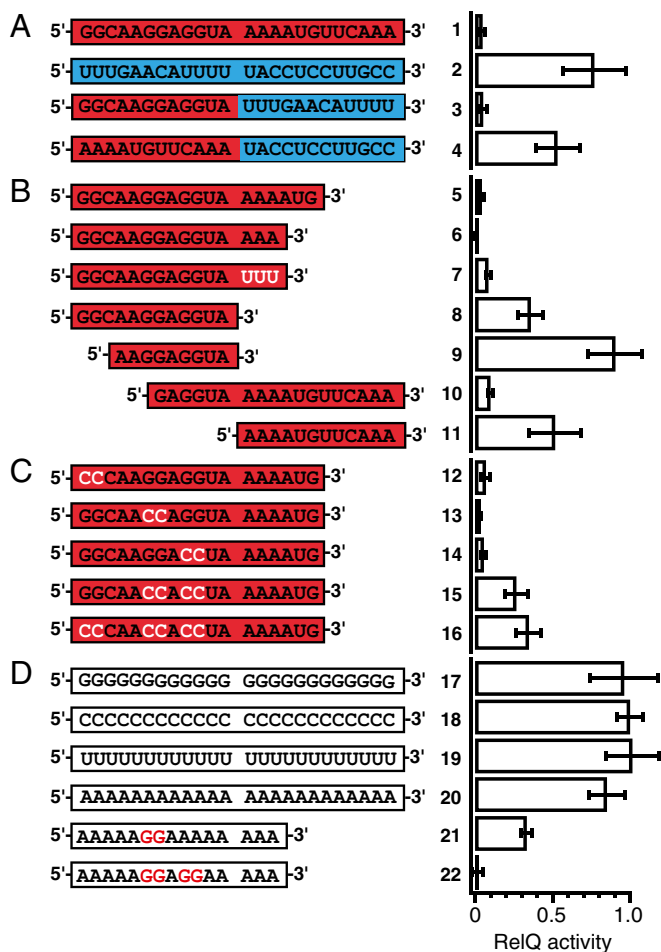 A 5'- GGCAAGGAGGUA AAAAUGUUCAAA -3' 1
5'- UUUGAACAUUUU UACCUCCUUGCC -3' 2
5'- GGCAAGGAGGUA UUUGAACAUUUU -3' 3
5'- AAAAUGUUCAAA UACCUCCUUGCC -3' 4
B 5'- GGCAAGGAGGUA AAAAUG -3' 5
5'- GGCAAGGAGGUA AAA -3' 6
5'- GGCAAGGAGGUA UUU -3' 7
5'- GGCAAGGAGGUA -3' 8
5'- AAGGAGGUA -3' 9
5'- GAGGUA AAAAUGUUCAAA -3' 10
5'- AAAAUGUUCAAA -3' 11
C 5'- CCCAAGGAGGUA AAAAUG -3' 12
5'- GGCAACCAGGUA AAAAUG -3' 13
5'- GGCAAGGACCUA AAAAUG -3' 14
5'- GGCAACCACCUA AAAAUG -3' 15
5'- CCCAACCACCUA AAAAUG -3' 16
D 5'- GGGGGGGGGGGG GGGGGGGGGGGG -3' 17
5'- CCCCCCCCCCCC CCCCCCCCCCCC -3' 18
5'- UUUUUUUUUUUU UUUUUUUUUUUU -3' 19
5'- AAAAAAAAAAAA AAAAAAAAAAAA -3' 20
5'- AAAAAGGAAAAA AAA -3' 21
5'- AAAAAGGAGGAA AAA -3' 22
0 0.5 1.0
RelQ activity